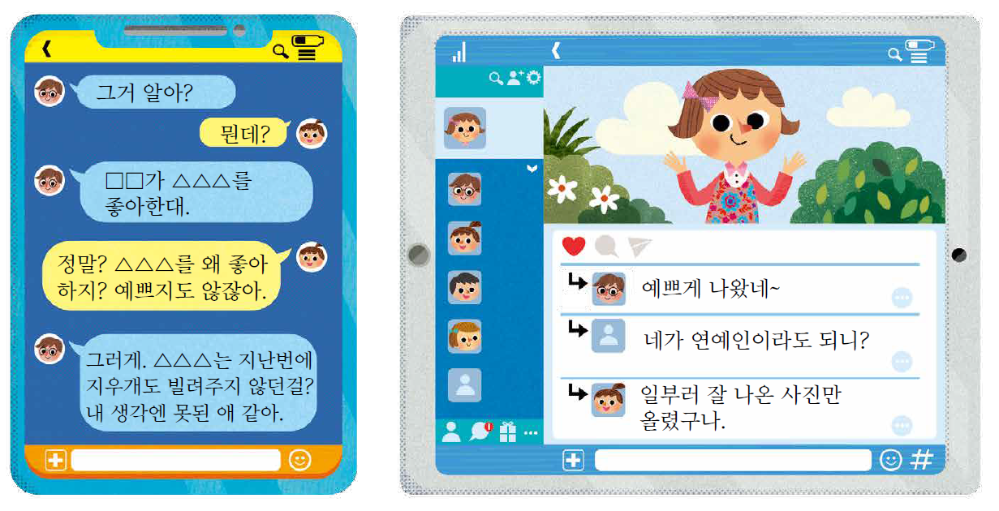 그거 알아?
뭔데?
□□가 △△△를
좋아한대.
정말? △△△를 왜 좋아
하지? 예쁘지도 않잖아.
그러게. △△△는 지난번에
지우개도 빌려주지 않던걸?
내 생각엔 못된 애 같아.
예쁘게 나왔네~
네가 연예인이라도 되니?
일부러 잘 나온 사진만
올렸구나.